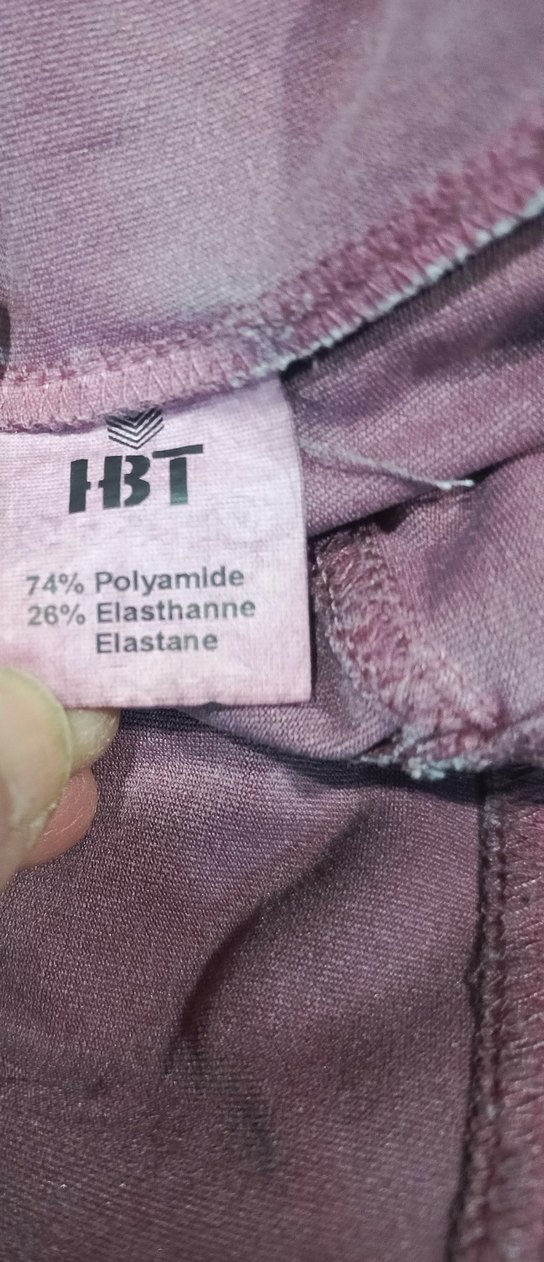 HBT
74% Polyamide
26% Elasthanne
Elastane